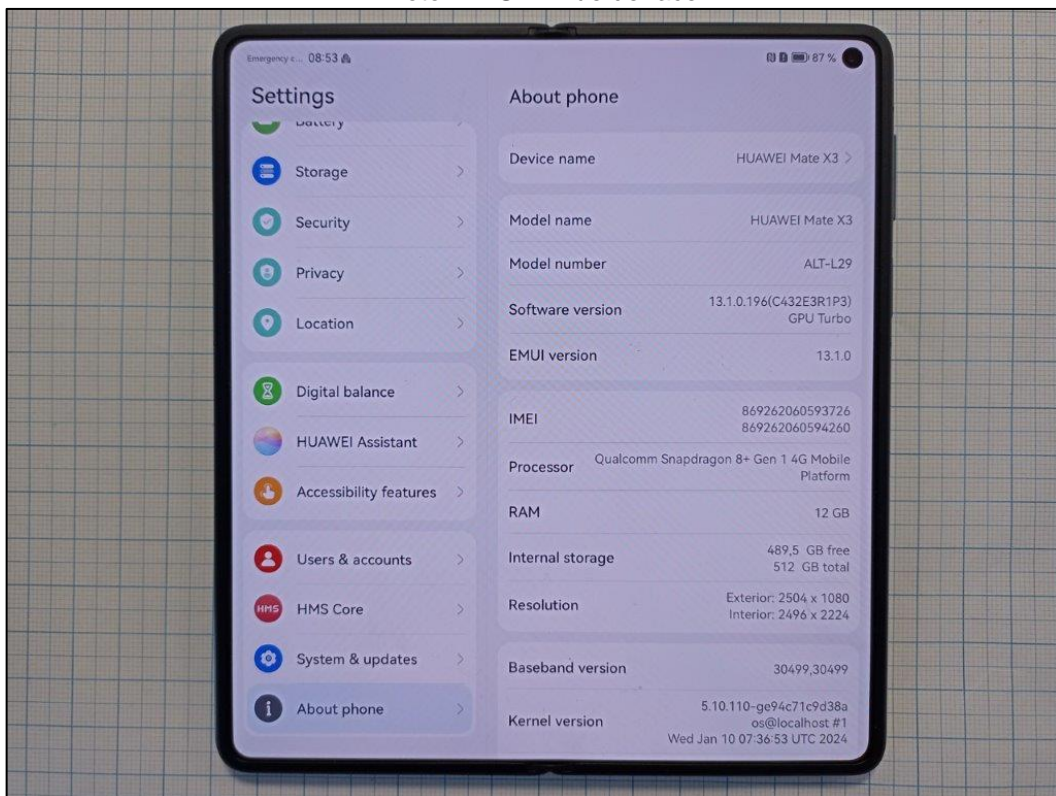 Emergency c... 08:53
87 %
Settings
Battery
Storage
Security
Privacy
Location
Digital balance
HUAWEI Assistant
Accessibility features
Users & accounts
HMS
HMS Core
System & updates
About phone
About phone
Device name
HUAWEI Mate X3
Model name
HUAWEI Mate X3
Model number
ALT-L29
Software version
13.1.0.196(C432E3R1P3)
GPU Turbo
EMUI version
13.1.0
IMEI
869262060593726
869262060594260
Processor
Qualcomm Snapdragon 8+ Gen 1 4G Mobile
Platform
RAM
12 GB
Internal storage
489,5 GB free
512 GB total
Resolution
Exterior: 2504 x 1080
Interior: 2496 x 2224
Baseband version
30499,30499
Kernel version
5.10.110-ge94c71c9d38a
os@localhost #1
Wed Jan 10 07:36:53 UTC 2024